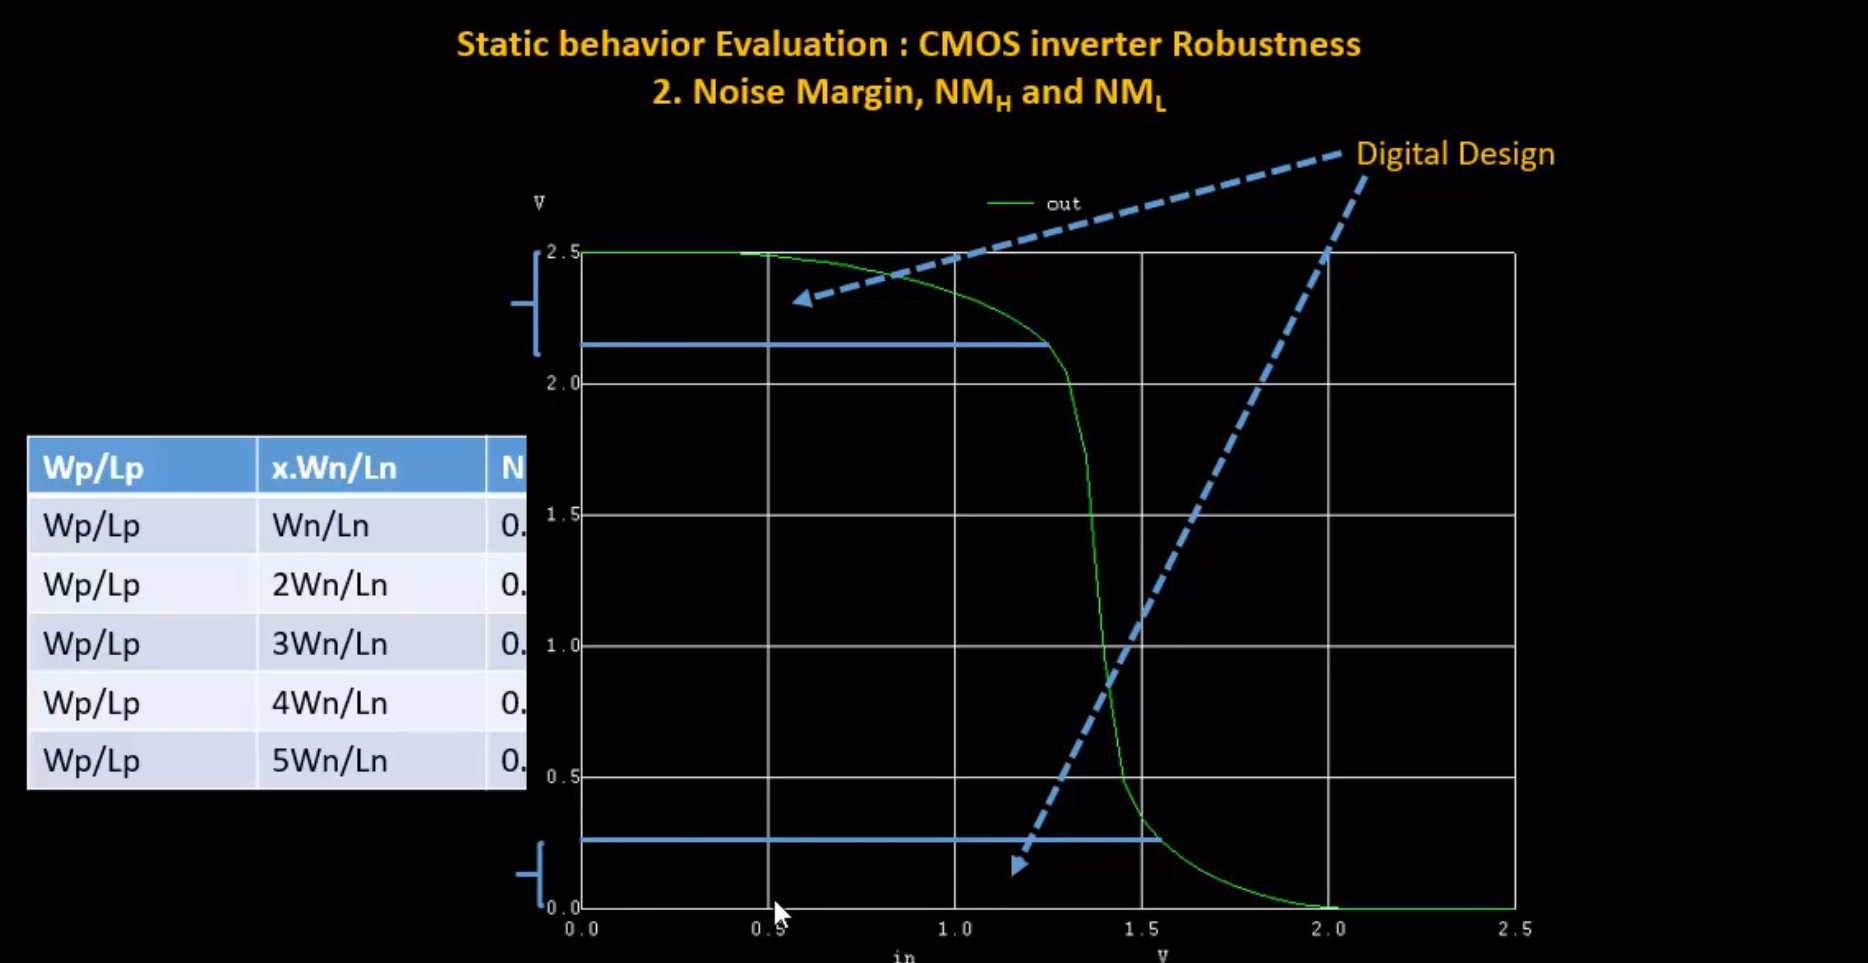 Static behavior Evaluation : CMOS inverter Robustness
2. Noise Margin, NMH and NML
Digital Design
V
out
2.5
2.0
1.5
1.0
0.5
0.0
0.0 0.5 1.0 1.5 2.0 2.5
in V
Wp/Lp x.Wn/Ln N
Wp/Lp Wn/Ln 0.
Wp/Lp 2Wn/Ln 0.
Wp/Lp 3Wn/Ln 0.
Wp/Lp 4Wn/Ln 0.
Wp/Lp 5Wn/Ln 0.